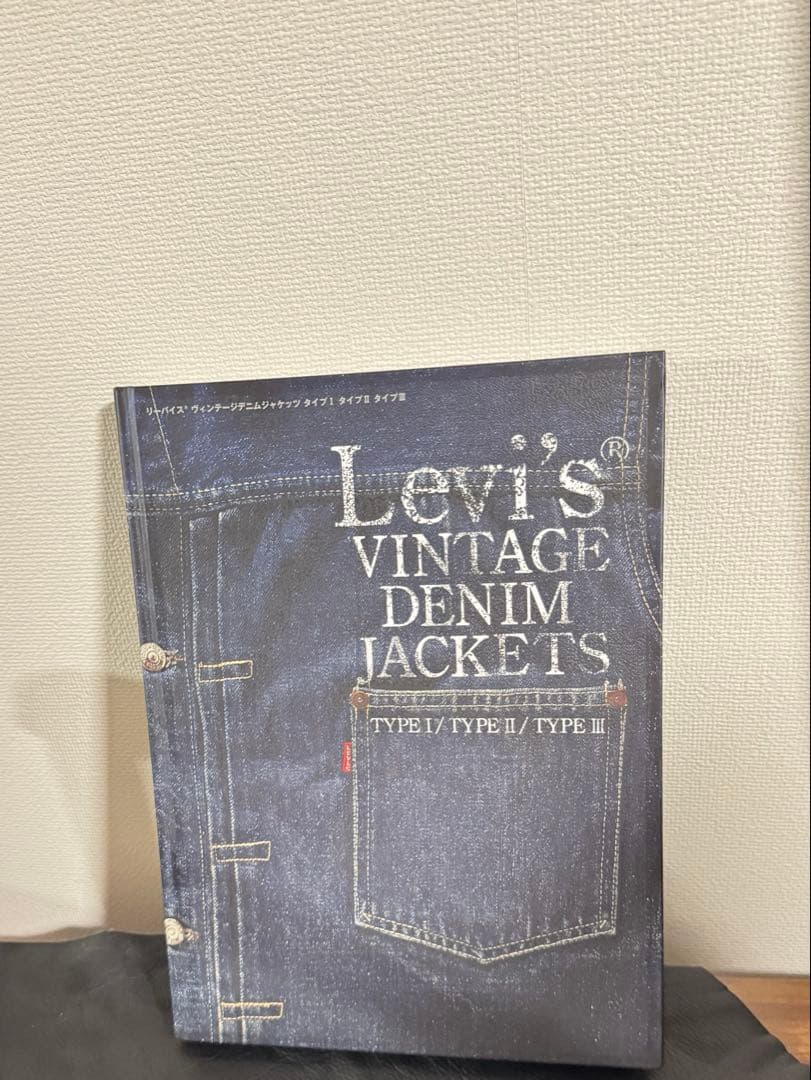 リーバイス® ヴィンテージデニムジャケッツ タイプⅠ タイプⅡ タイプⅢ
Levi's®
VINTAGE
DENIM
JACKETS
TYPE Ⅰ / TYPE Ⅱ / TYPE Ⅲ